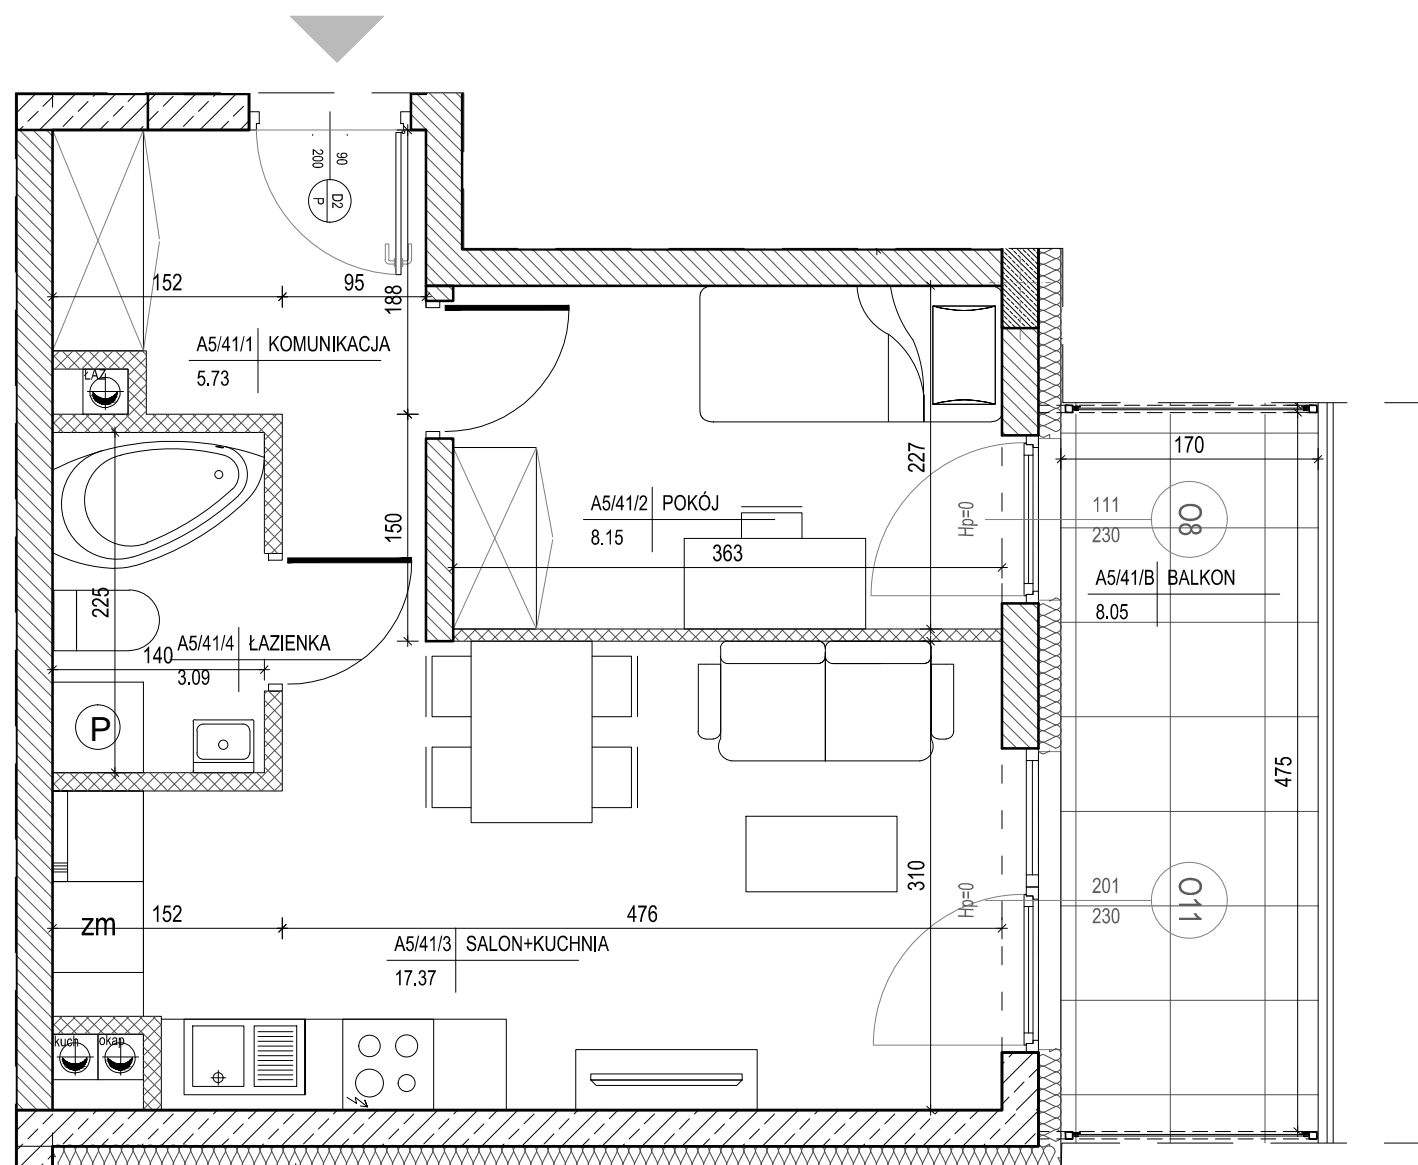 90
200
D2
P
152
95
188
A5/41/1 KOMUNIKACJA
5.73
ŁAZ
227
170
111
230
O8
Hp=0
A5/41/2 POKÓJ
8.15
363
150
A5/41/B BALKON
8.05
225
A5/41/4 ŁAZIENKA
140
3.09
P
475
310
201
230
O11
Hp=0
zm
152
476
A5/41/3 SALON+KUCHNIA
17.37
kuch
okap